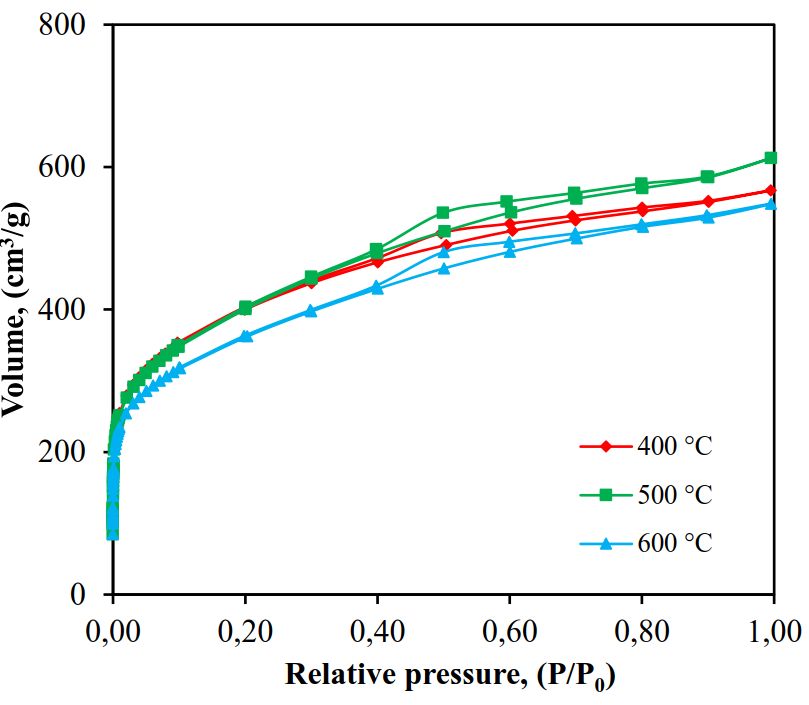 800
600
400
200
0
Volume, (cm³/g)
0,00 0,20 0,40 0,60 0,80 1,00
Relative pressure, (P/P₀)
400 °C
500 °C
600 °C